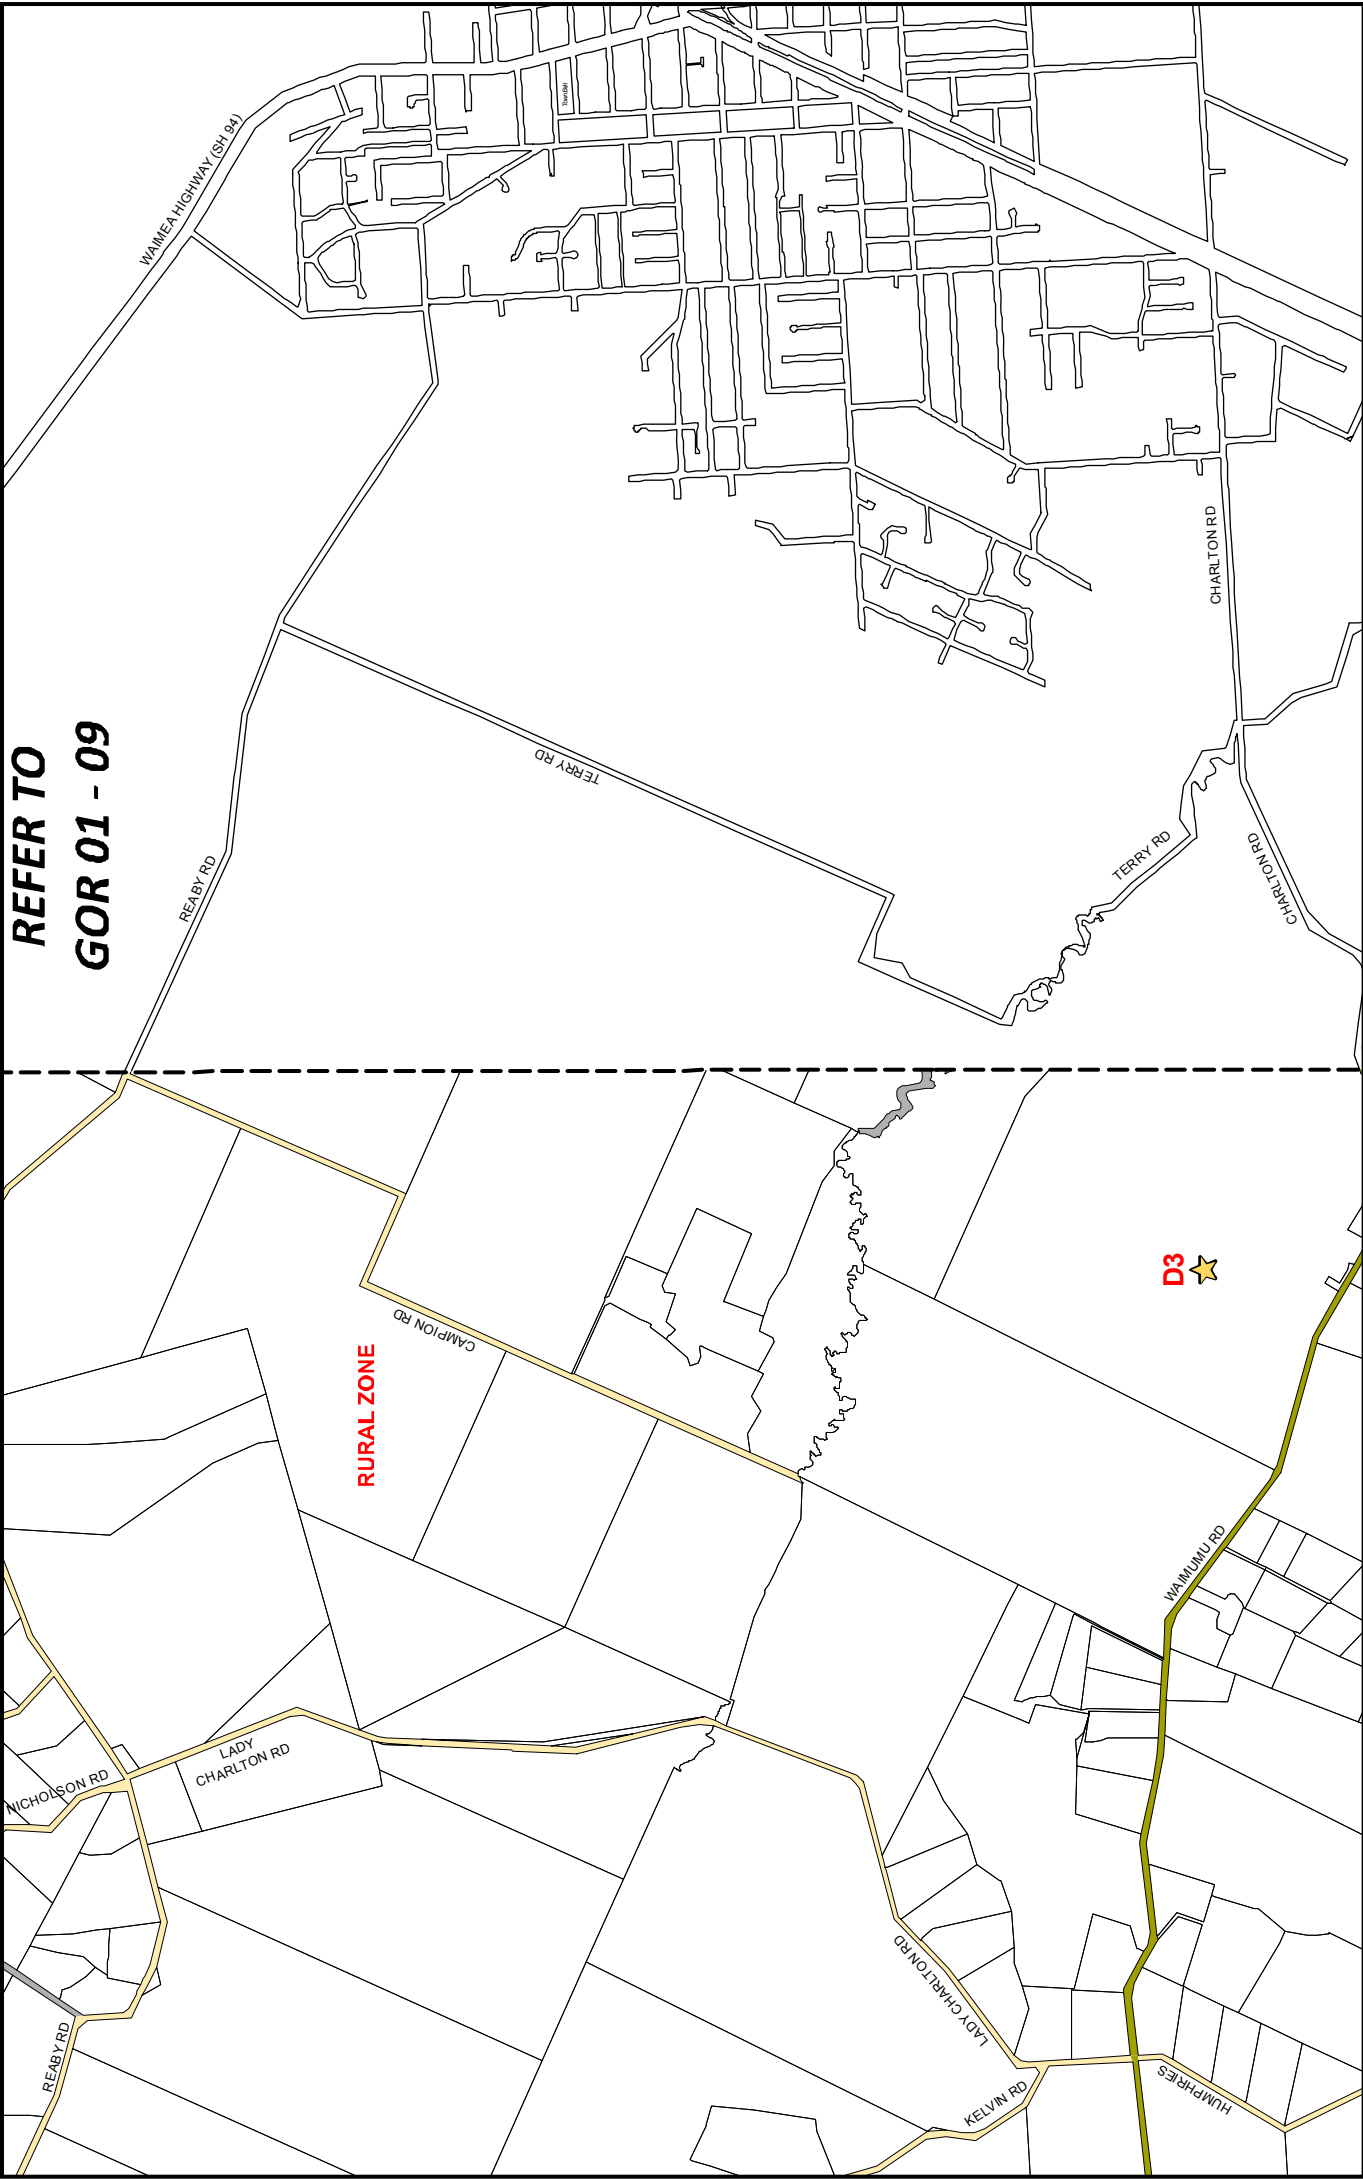 WAIMEA HIGHWAY (SH 94)
Town Belt
REFER TO
GOR 01 - 09
REABY RD
TERRY RD
CHARLTON RD
TERRY RD
CHARLTON RD
D3
CAMPION RD
RURAL ZONE
WAIMUMU RD
LADY
CHARLTON RD
NICHOLSON RD
LADY CHARLTON RD
REABY RD
KELVIN RD
HUMPHRIES